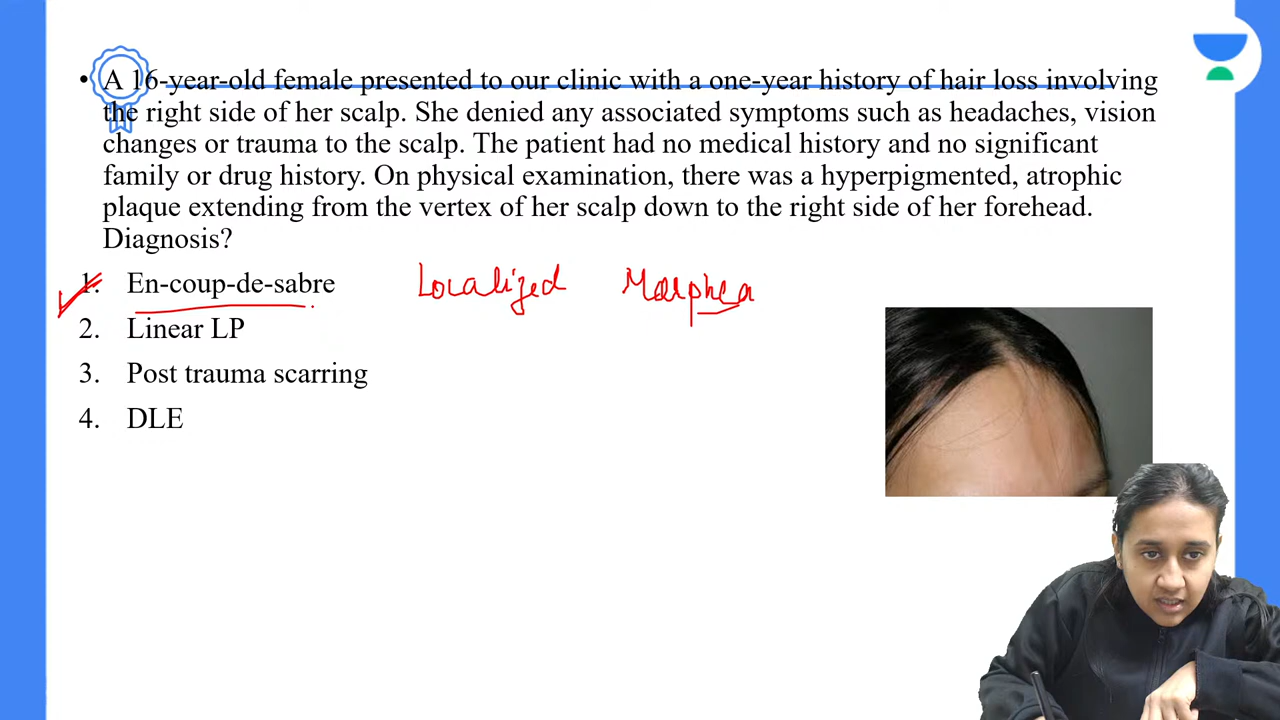 • A 16-year-old female presented to our clinic with a one-year history of hair loss involving
the right side of her scalp. She denied any associated symptoms such as headaches, vision
changes or trauma to the scalp. The patient had no medical history and no significant
family or drug history. On physical examination, there was a hyperpigmented, atrophic
plaque extending from the vertex of her scalp down to the right side of her forehead.
Diagnosis?
1. En-coup-de-sabre Localized Morphea
2. Linear LP
3. Post trauma scarring
4. DLE